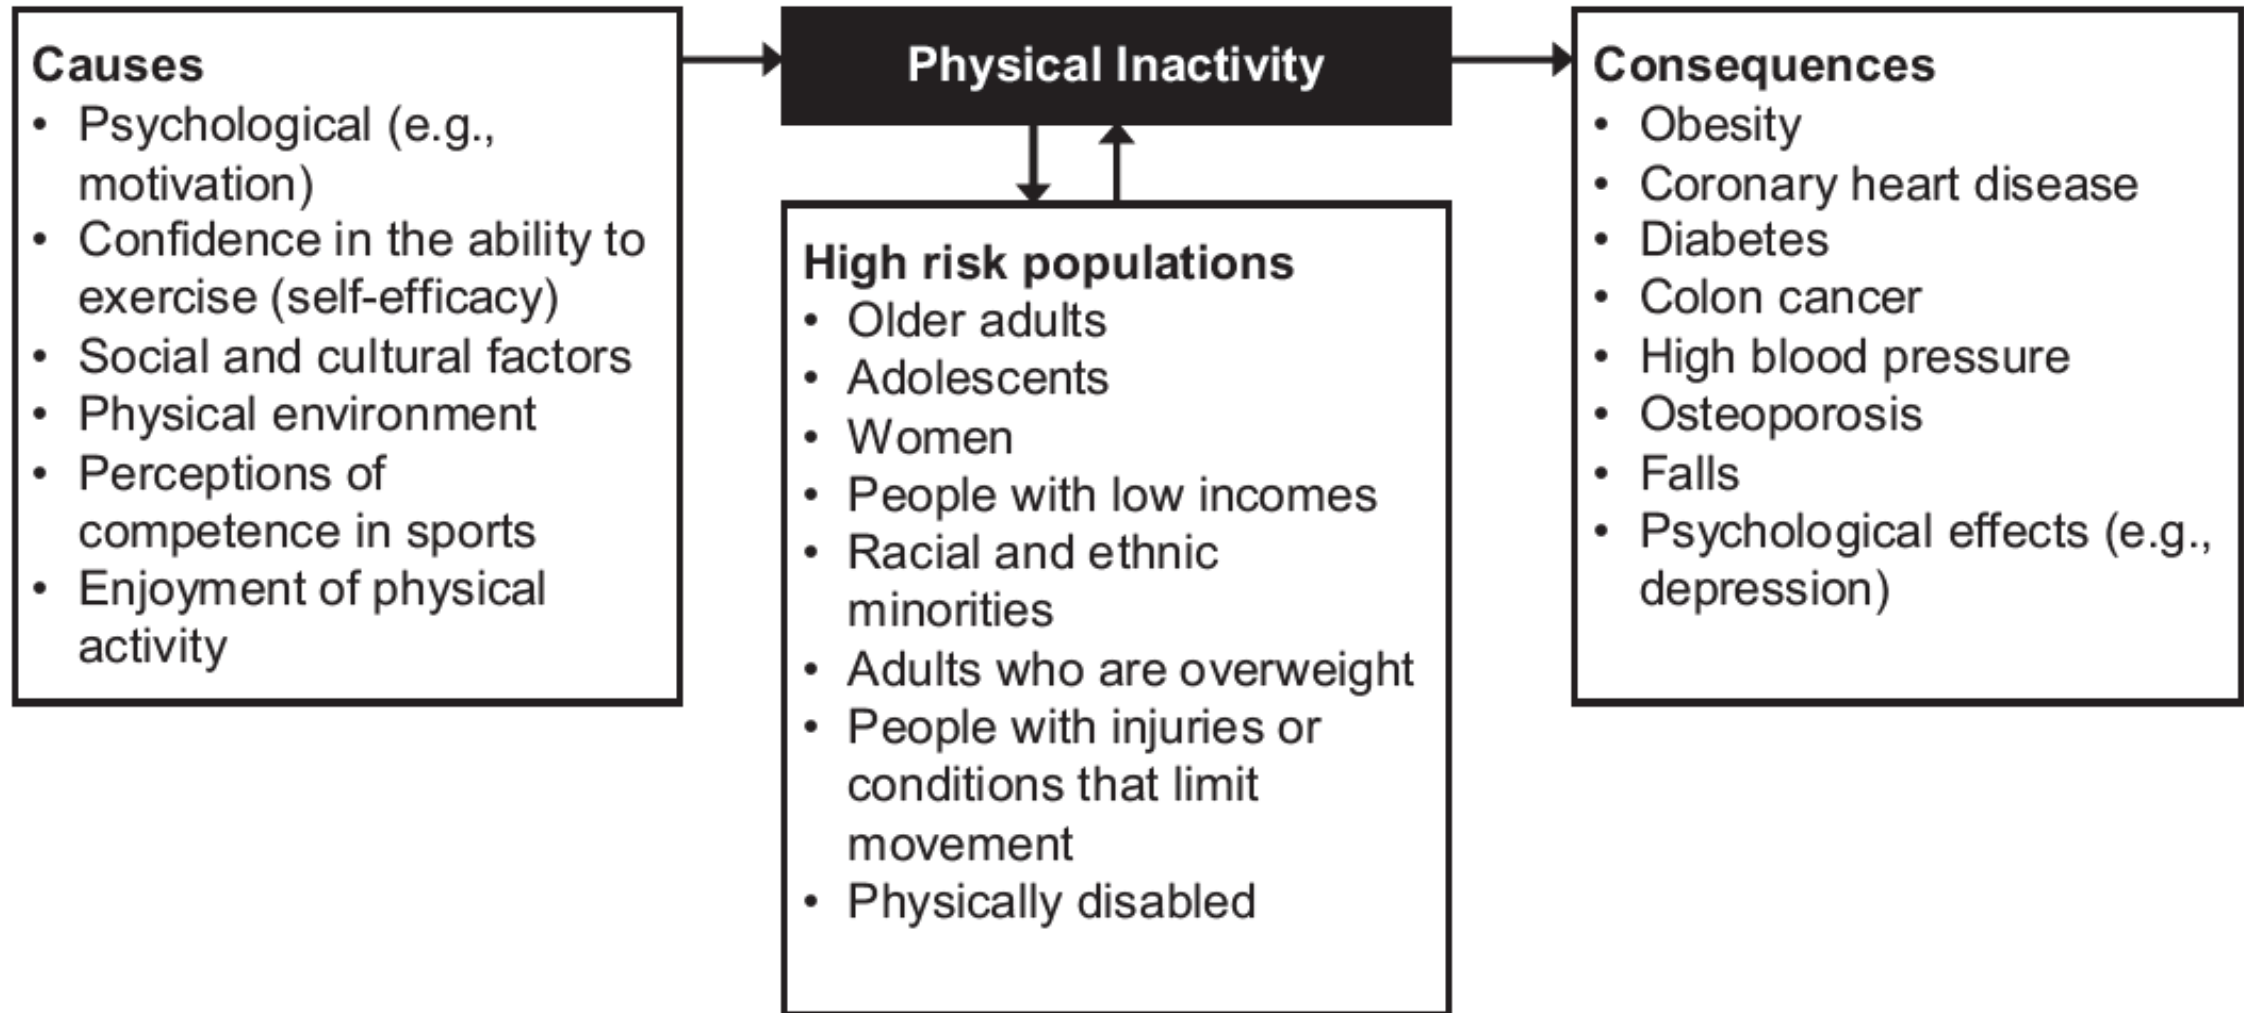 Causes
• Psychological (e.g.,
motivation)
• Confidence in the ability to
exercise (self-efficacy)
• Social and cultural factors
• Physical environment
• Perceptions of
competence in sports
• Enjoyment of physical
activity
Physical Inactivity
High risk populations
• Older adults
• Adolescents
• Women
• People with low incomes
• Racial and ethnic
minorities
• Adults who are overweight
• People with injuries or
conditions that limit
movement
• Physically disabled
Consequences
• Obesity
• Coronary heart disease
• Diabetes
• Colon cancer
• High blood pressure
• Osteoporosis
• Falls
• Psychological effects (e.g.,
depression)